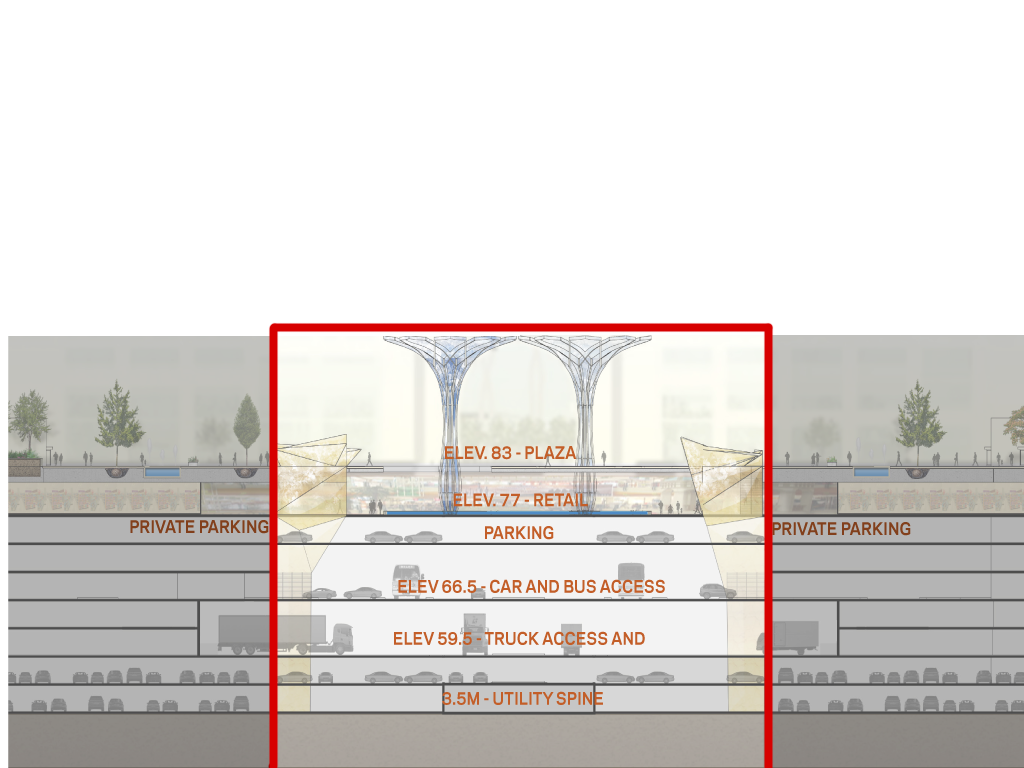 ELEV. 83 - PLAZA
ELEV. 77 - RETAIL
PRIVATE PARKING
PARKING
PRIVATE PARKING
ELEV 66.5 - CAR AND BUS ACCESS
ELEV 59.5 - TRUCK ACCESS AND
3.5M - UTILITY SPINE